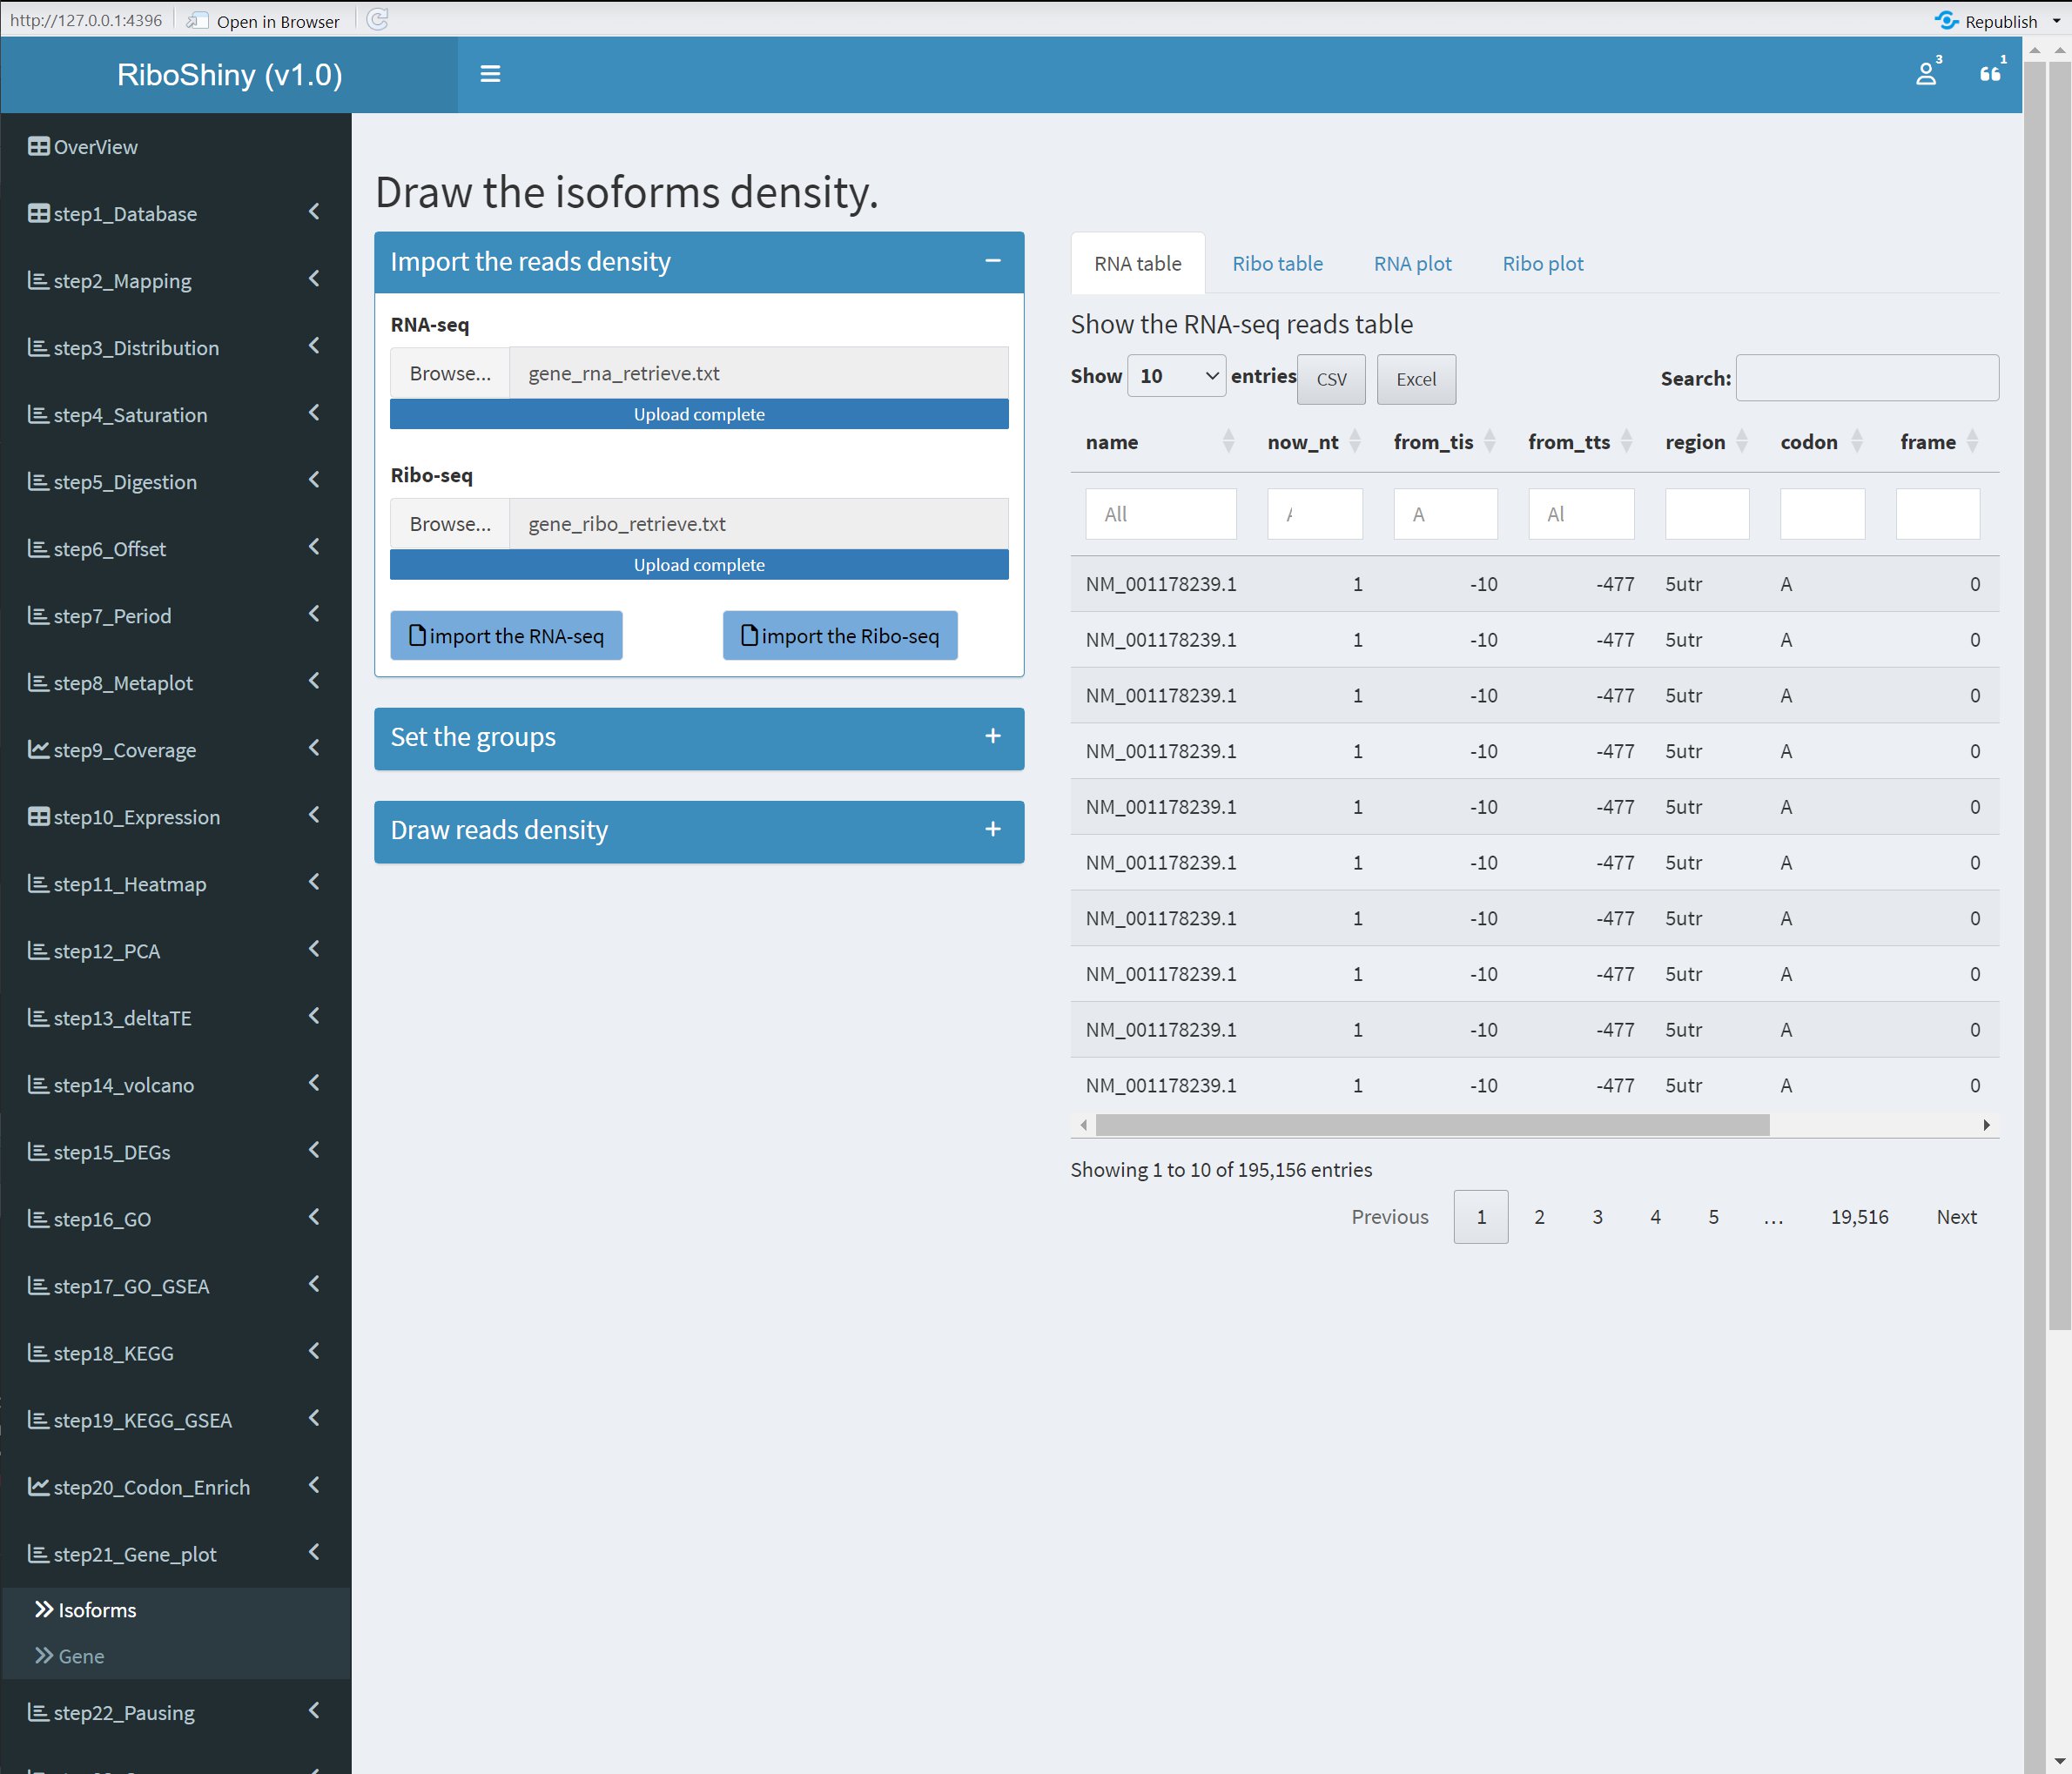 http://127.0.0.1:4396 Open in Browser Republish
RiboShiny (v1.0) 3 1
OverView
step1_Database
step2_Mapping
step3_Distribution
step4_Saturation
step5_Digestion
step6_Offset
step7_Period
step8_Metaplot
step9_Coverage
step10_Expression
step11_Heatmap
step12_PCA
step13_deltaTE
step14_volcano
step15_DEGs
step16_GO
step17_GO_GSEA
step18_KEGG
step19_KEGG_GSEA
step20_Codon_Enrich
step21_Gene_plot
Isoforms
Gene
step22_Pausing
Draw the isoforms density.
Import the reads density
RNA-seq
Browse... gene_rna_retrieve.txt
Upload complete
Ribo-seq
Browse... gene_ribo_retrieve.txt
Upload complete
import the RNA-seq import the Ribo-seq
Set the groups
Draw reads density
RNA table Ribo table RNA plot Ribo plot
Show the RNA-seq reads table
Show 10 entries CSV Excel Search:
name now_nt from_tis from_tts region codon frame
All A A Al
NM_001178239.1 1 -10 -477 5utr A 0
NM_001178239.1 1 -10 -477 5utr A 0
NM_001178239.1 1 -10 -477 5utr A 0
NM_001178239.1 1 -10 -477 5utr A 0
NM_001178239.1 1 -10 -477 5utr A 0
NM_001178239.1 1 -10 -477 5utr A 0
NM_001178239.1 1 -10 -477 5utr A 0
NM_001178239.1 1 -10 -477 5utr A 0
NM_001178239.1 1 -10 -477 5utr A 0
NM_001178239.1 1 -10 -477 5utr A 0
Showing 1 to 10 of 195,156 entries
Previous 1 2 3 4 5 … 19,516 Next